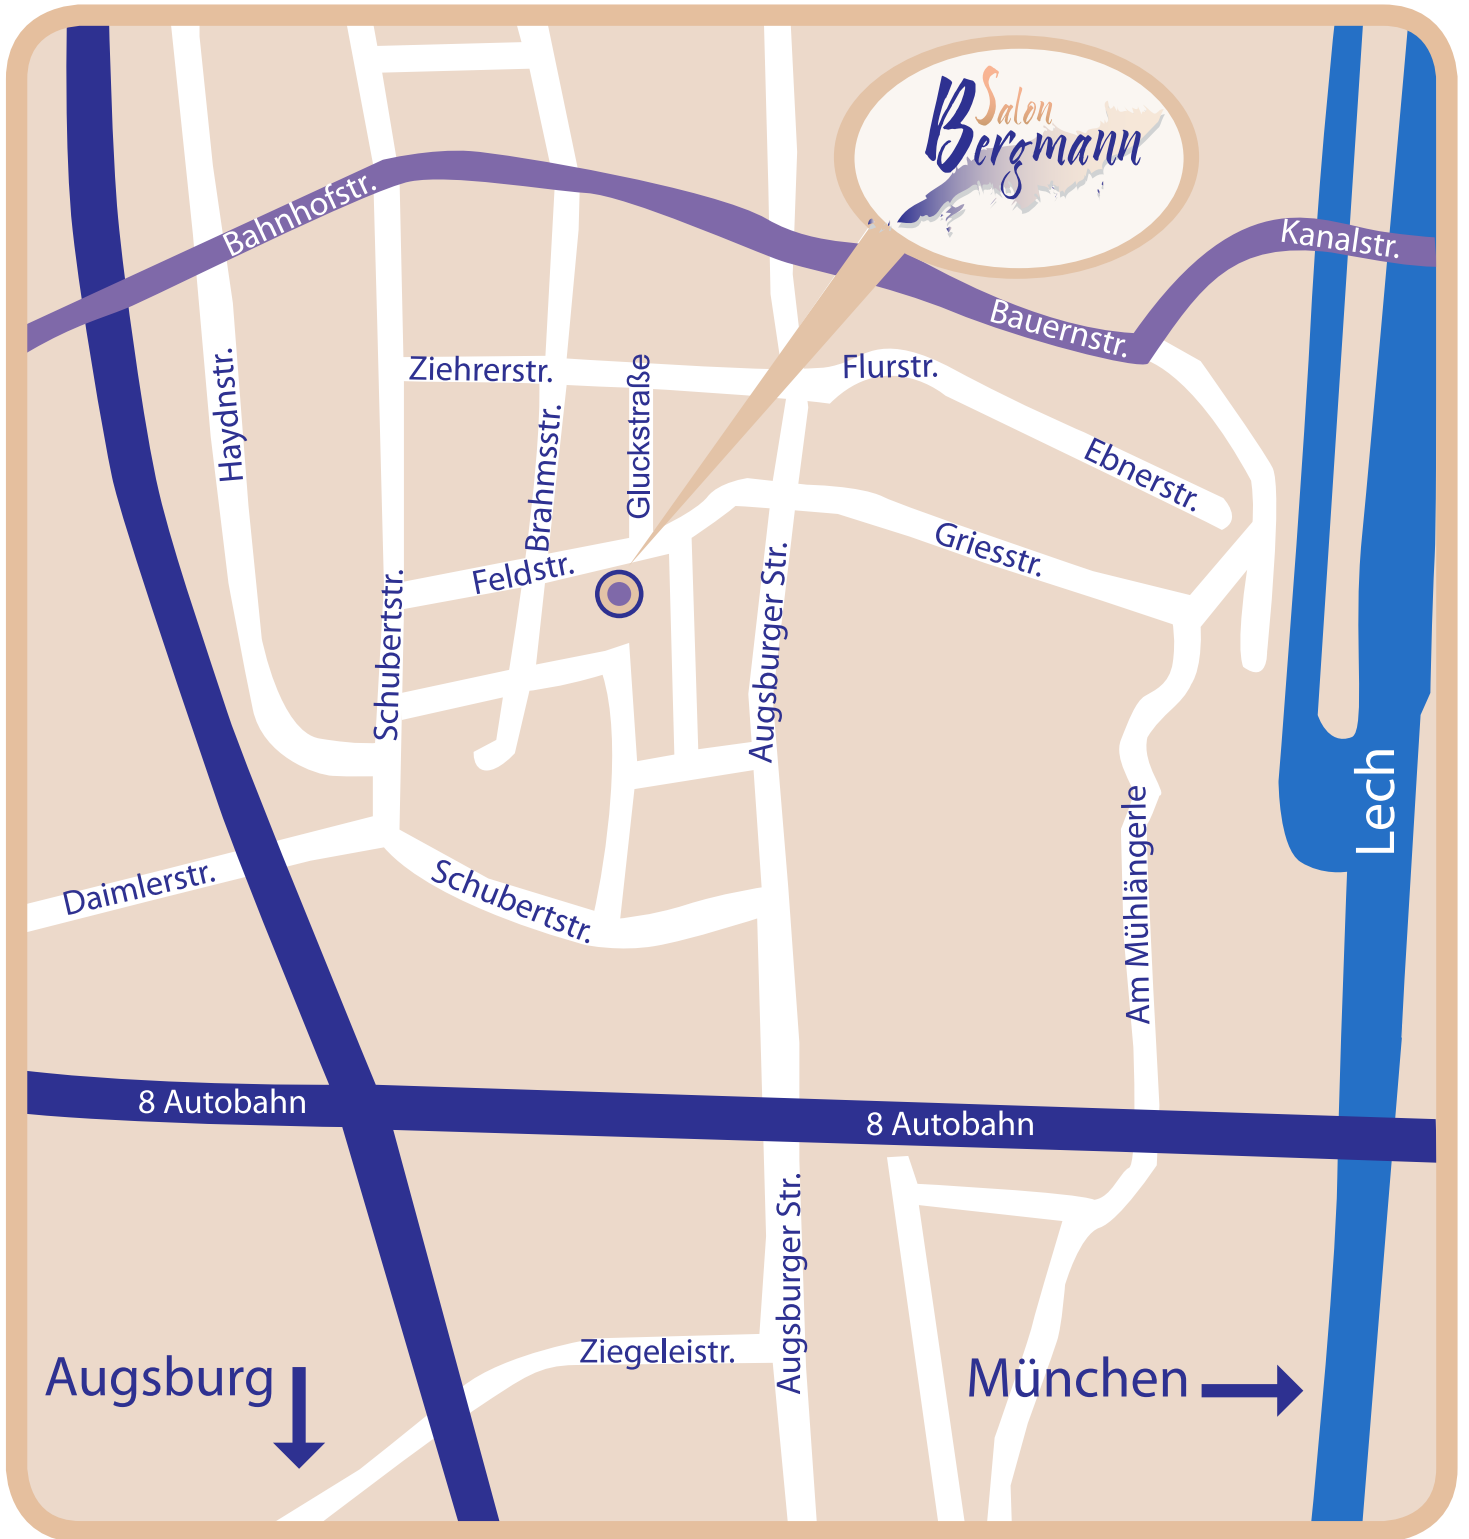 Salon
Bergmann
Bahnhofstr.
Kanalstr.
Bauernstr.
Haydnstr.
Ziehrerstr.
Gluckstraße
Flurstr.
Brahmsstr.
Ebnerstr.
Feldstr.
Griesstr.
Schubertstr.
Augsburger Str.
Lech
Am Mühlängerle
Daimlerstr.
Schubertstr.
8 Autobahn
8 Autobahn
Augsburger Str.
Ziegeleistr.
Augsburg
München